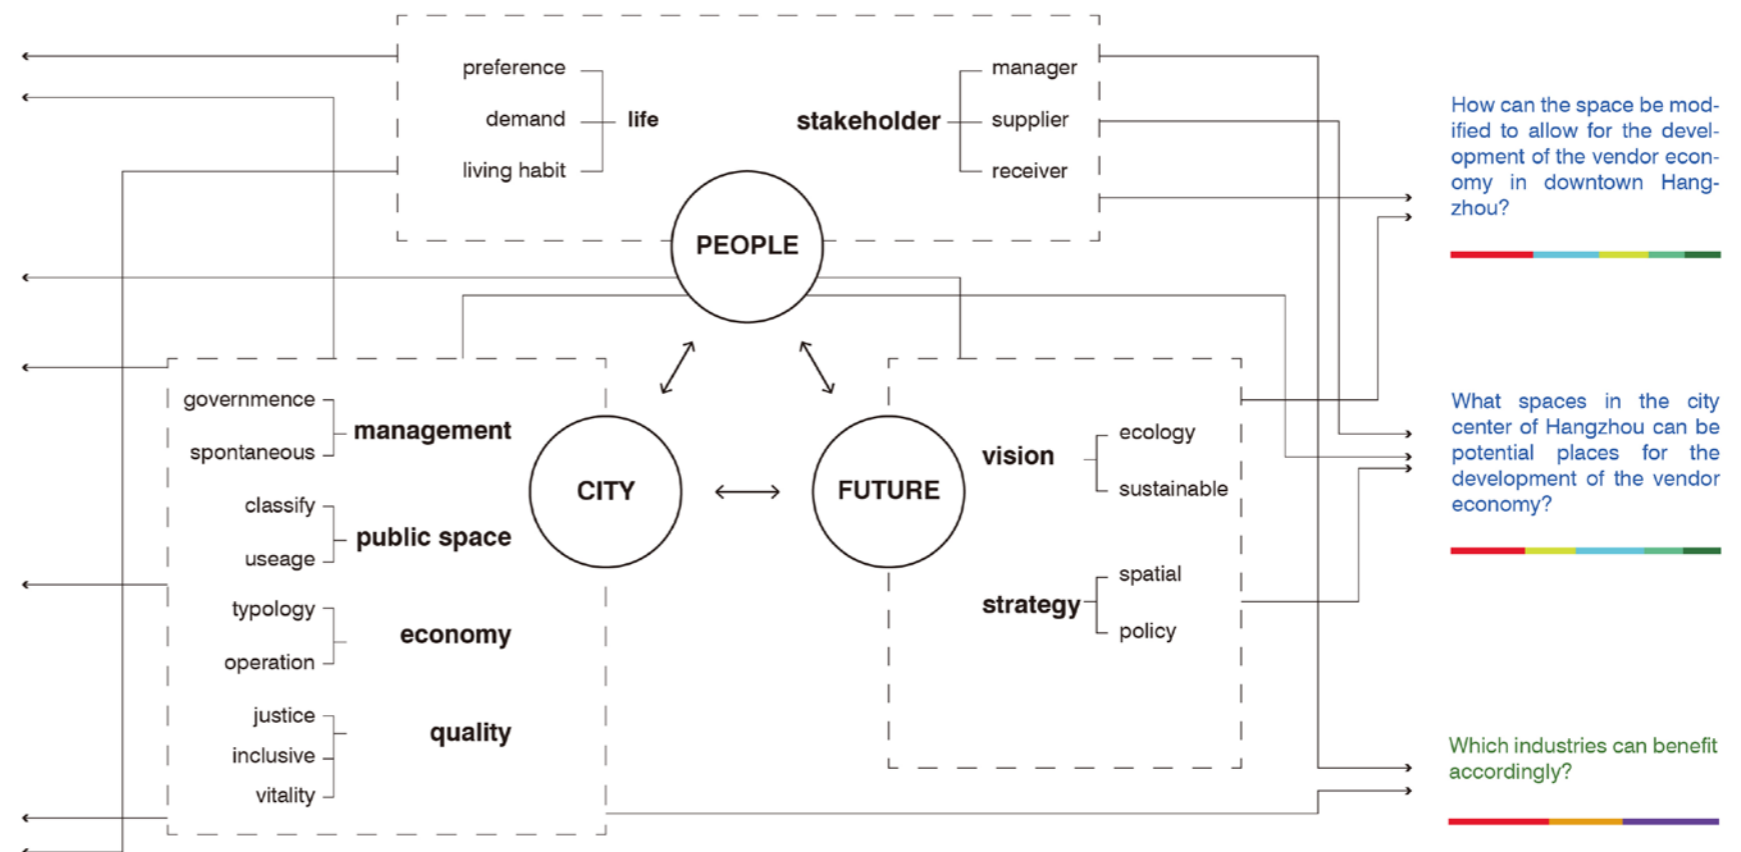 preference
demand
living habit
life
stakeholder
manager
supplier
receiver
PEOPLE
governmence
spontaneous
management
classify
useage
public space
typology
operation
economy
justice
inclusive
vitality
quality
CITY
FUTURE
vision
ecology
sustainable
strategy
spatial
policy
How can the space be mod-
ified to allow for the devel-
opment of the vendor econ-
omy in downtown Hang-
zhou?
What spaces in the city
center of Hangzhou can be
potential places for the
development of the vendor
economy?
Which industries can benefit
accordingly?